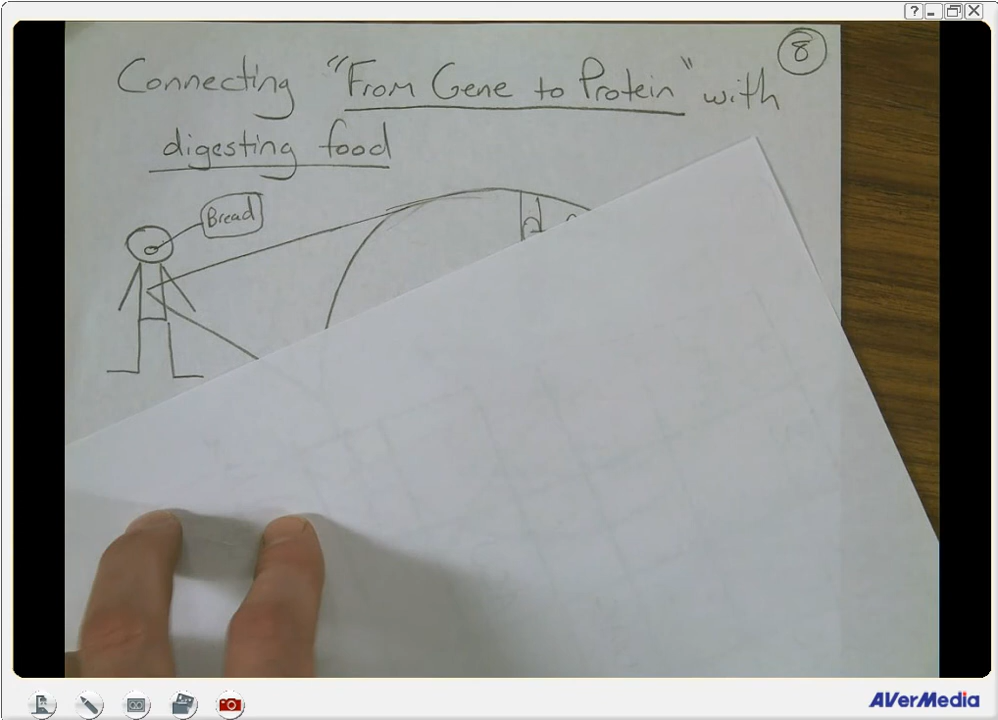 8
Connecting "From Gene to Protein" with
digesting food
Bread
AVerMedia